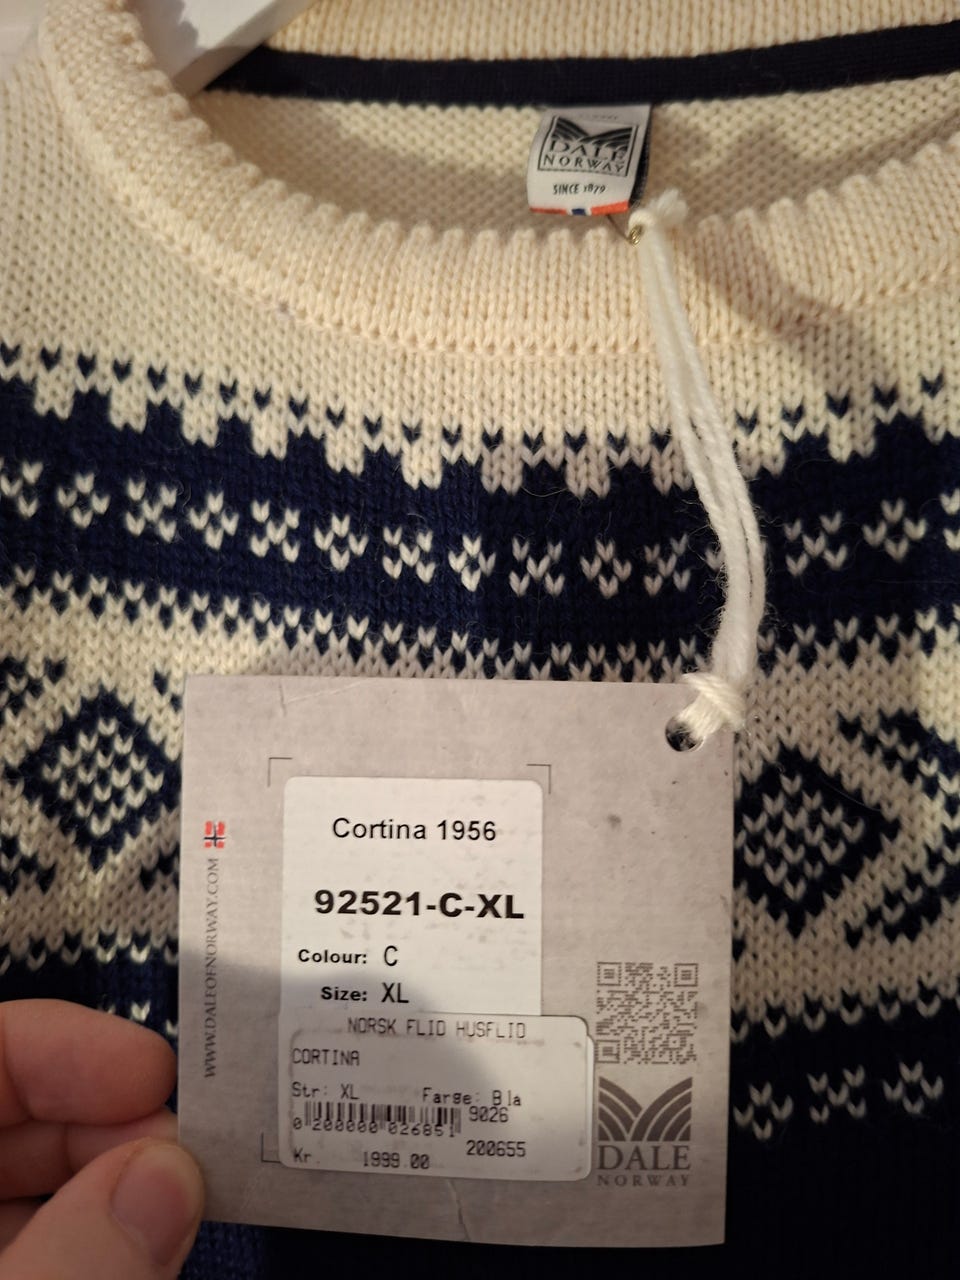 DALE
NORWAY
SINCE 1879
Cortina 1956
92521-C-XL
Colour: C
Size: XL
NORSK FLID HUSFLID
CORTINA
Str: XL Farge: Bla
9026
0 200000 026851
200655
Kr 1999.00
WWW.DALEOFNORWAY.COM
DALE
NORWAY